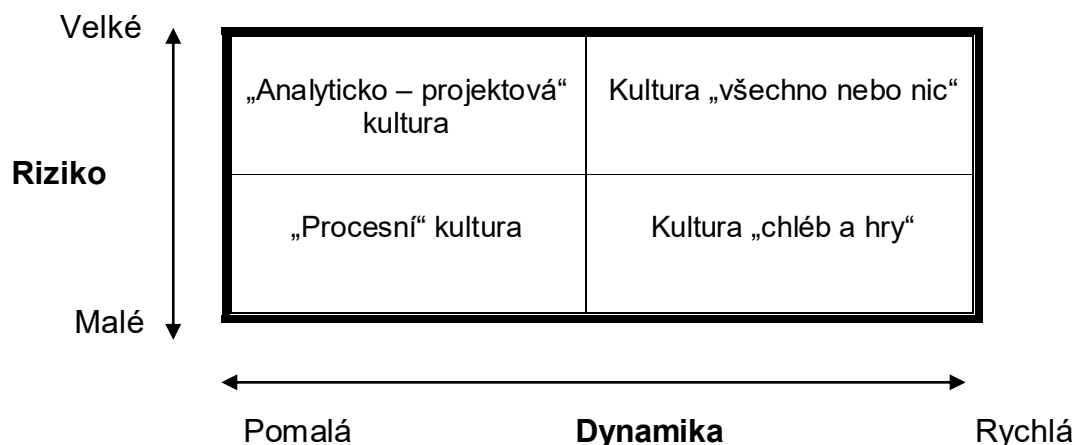 Velké
„Analyticko – projektová“
kultura
Kultura „všechno nebo nic“
Riziko
„Procesní“ kultura
Kultura „chléb a hry“
Malé
Pomalá
Dynamika
Rychlá